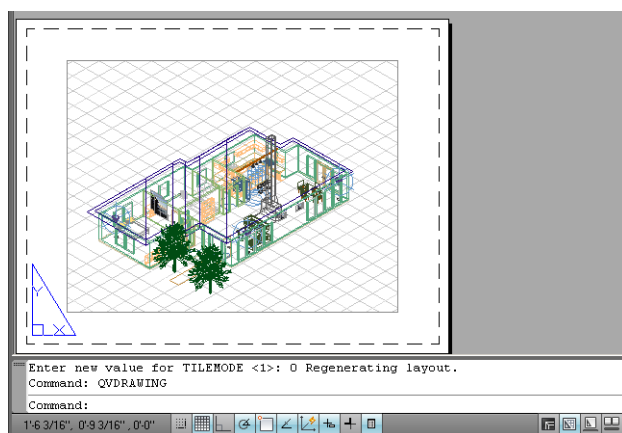 Y
X
Enter new value for TILEMODE <1>: 0 Regenerating layout.
Command: QVDRAWING
Command:
1'-6 3/16", 0'-9 3/16" , 0'-0"